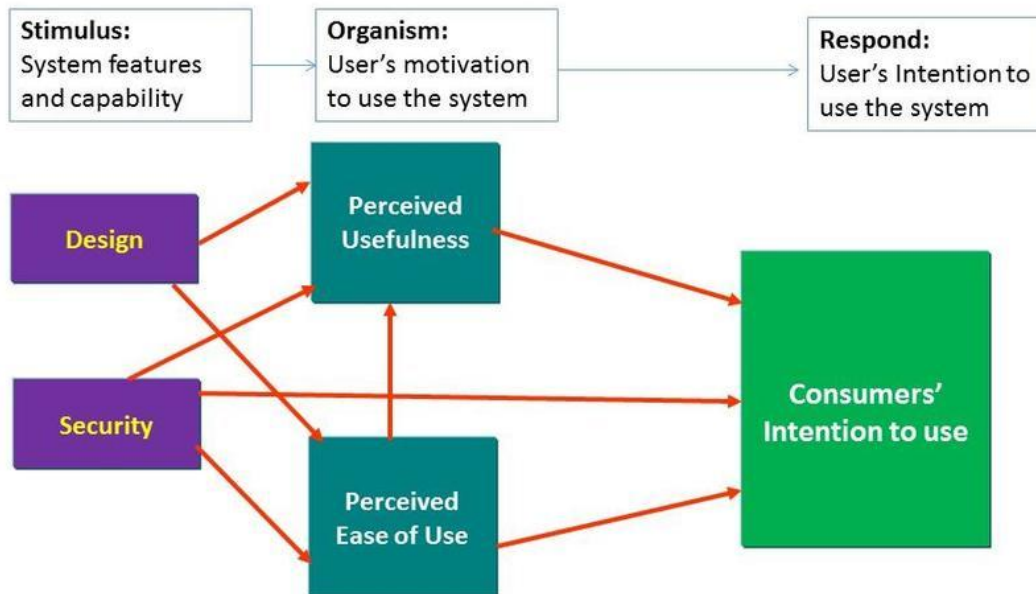 Stimulus:
System features
and capability
Organism:
User's motivation
to use the system
Respond:
User's Intention to
use the system
Design
Perceived
Usefulness
Security
Consumers'
Intention to use
Perceived
Ease of Use